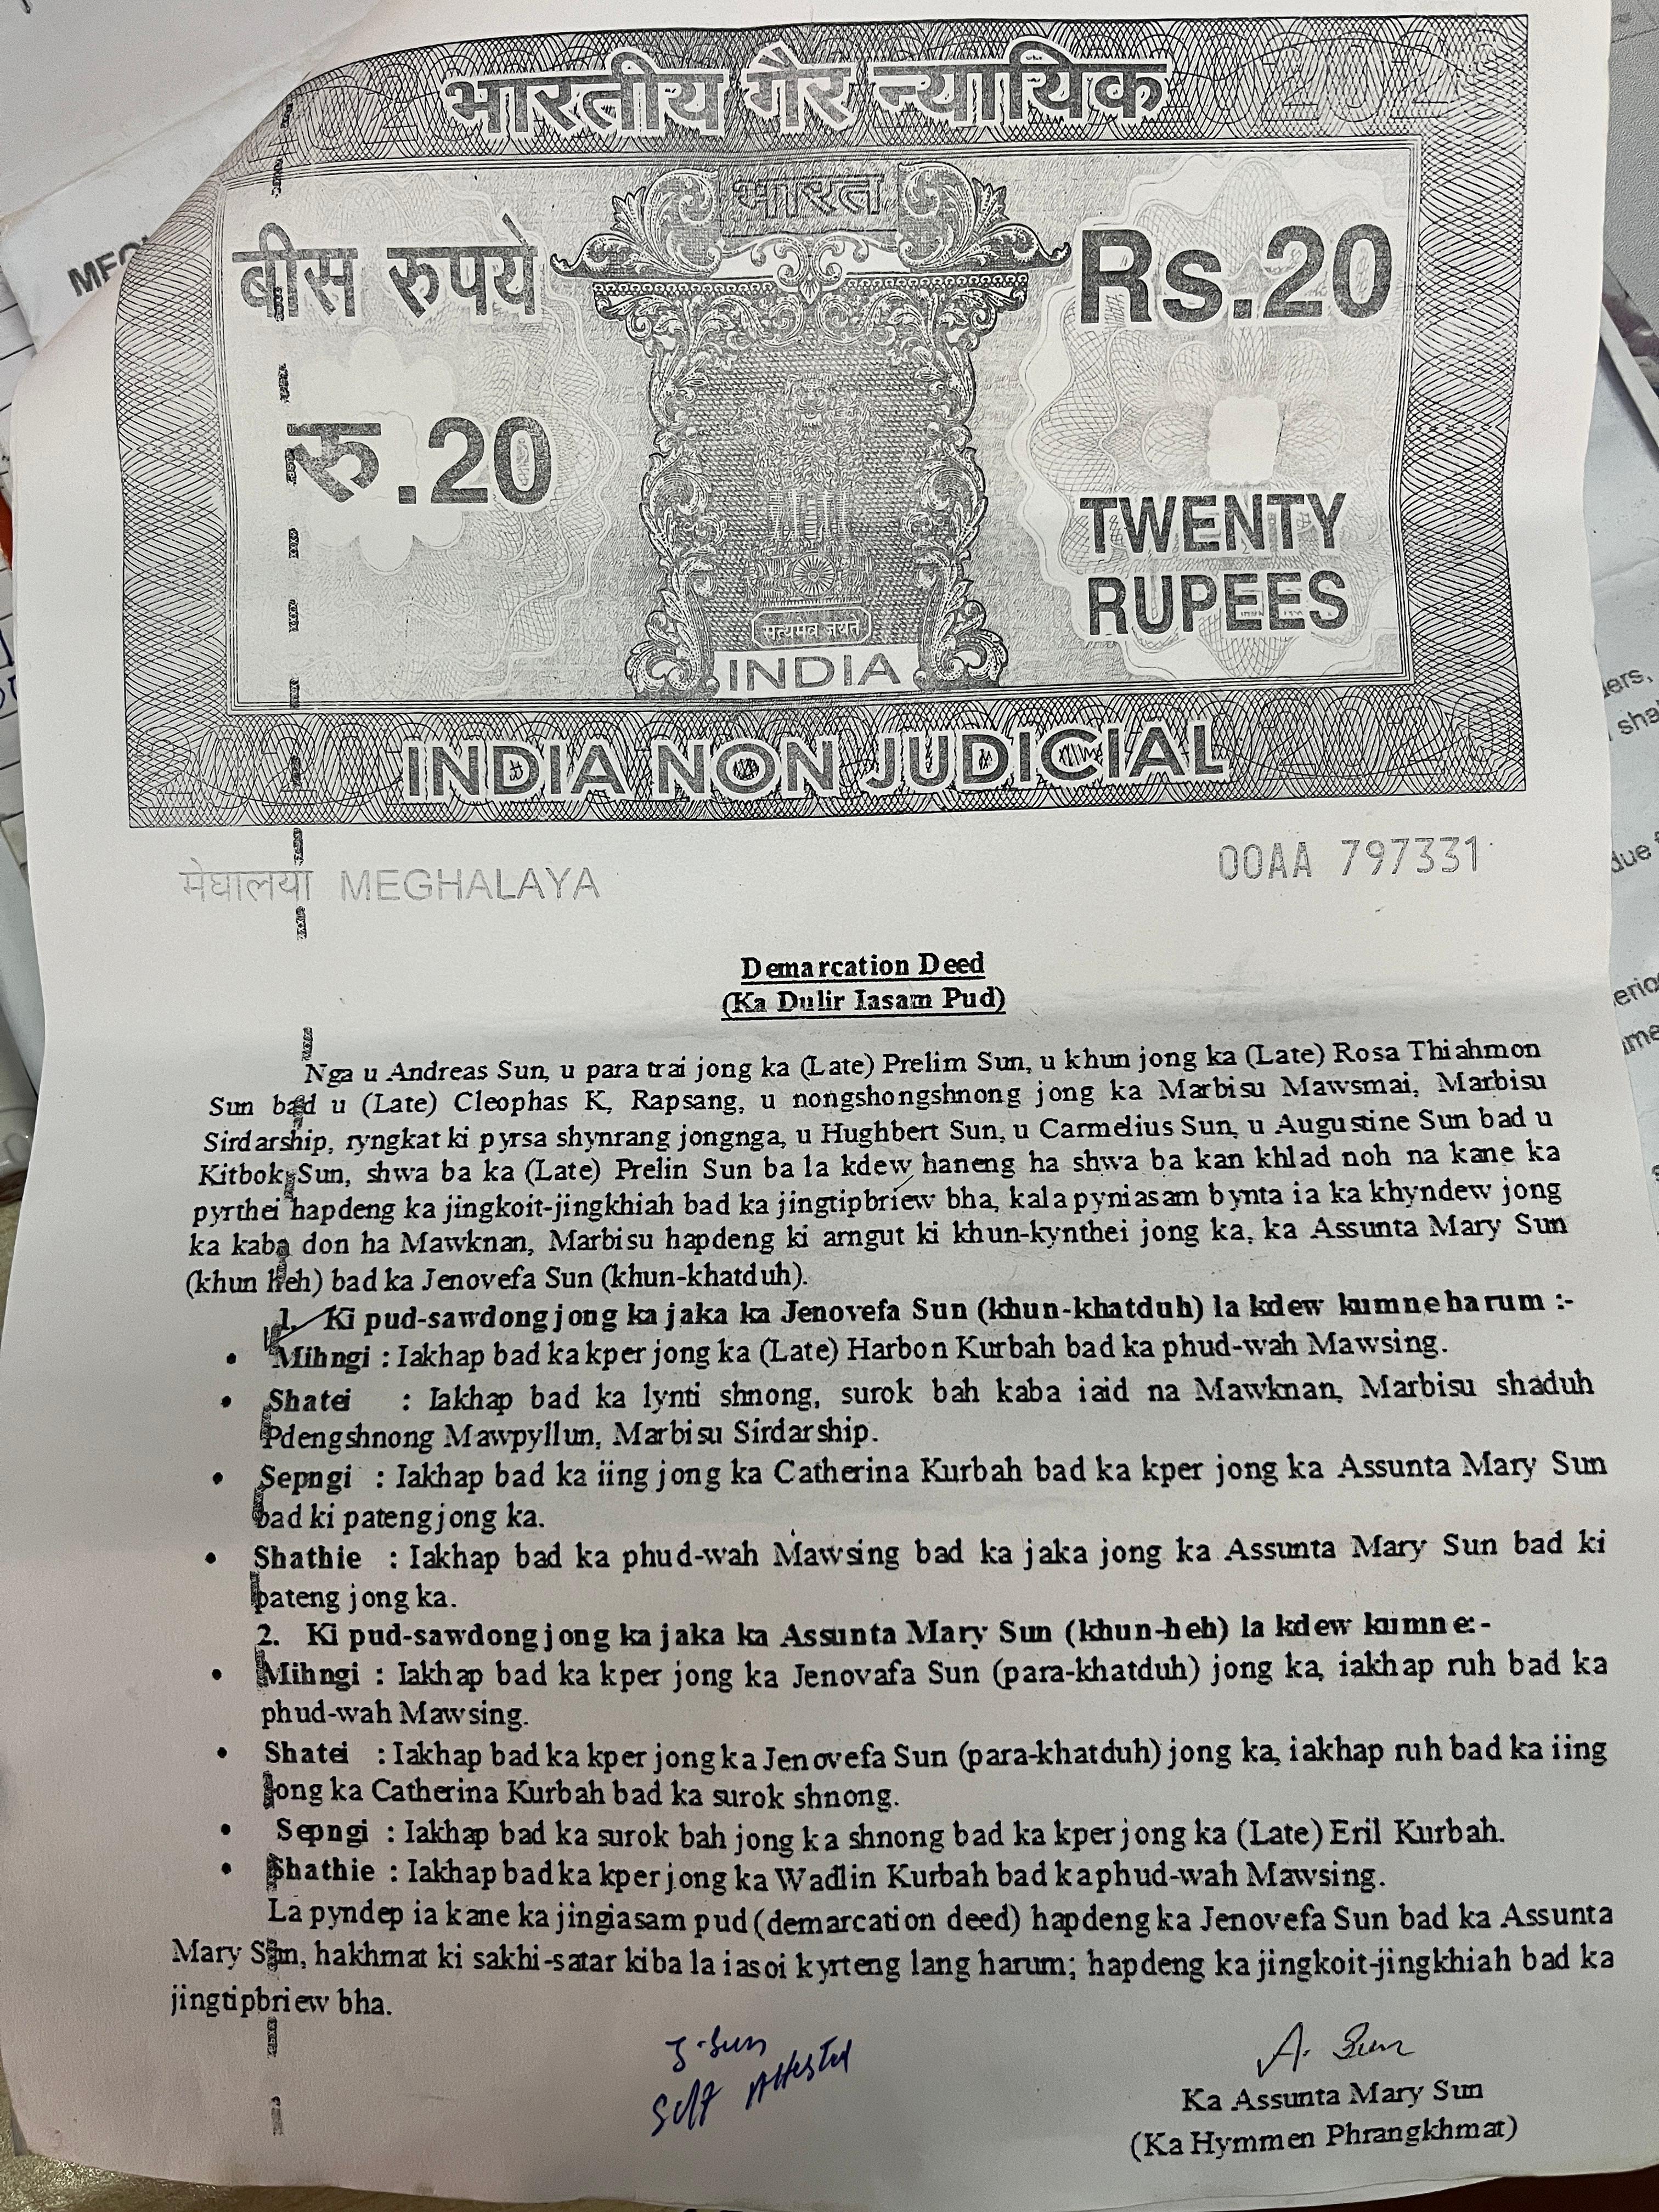 भारतीय गैर न्यायिक
भारत
बीस रुपये
Rs.20
रु.20
TWENTY
RUPEES
सत्यमेव जयते
INDIA
INDIA NON JUDICIAL
मेघालया MEGHALAYA
00AA 797331
Demarcation Deed
(Ka Dulir Iasam Pud)
Nga u Andreas Sun, u para trai jong ka (Late) Prelim Sun, u khun jong ka (Late) Rosa Thiahmon
Sun bad u (Late) Cleophas K, Rapsang, u nongshongshnong jong ka Marbisu Mawsmai, Marbisu
Sirdarship, ryngkat ki pyrsa shynrang jongnga, u Hughbert Sun, u Carmelius Sun, u Augustine Sun bad u
Kitbok Sun, shwa ba ka (Late) Prelin Sun ba la kdew haneng ha shwa ba kan khlad noh na kane ka
pyrthei hapdeng ka jingkoit-jingkhiah bad ka jingtipbriew bha, kala pyniasam bynta ia ka khyndew jong
ka kaba don ha Mawknan, Marbisu hapdeng ki arngut ki khun-kynthei jong ka, ka Assunta Mary Sun
(khun heh) bad ka Jenovefa Sun (khun-khatduh).
1. Ki pud-sawdong jong ka jaka ka Jenovefa Sun (khun-khatduh) la kdew kumneharum :-
• Mihngi : Iakhap bad ka kper jong ka (Late) Harbon Kurbah bad ka phud-wah Mawsing.
• Shatei : Iakhap bad ka lynti shnong, surok bah kaba iaid na Mawknan, Marbisu shaduh
Pdengshnong Mawpyllun, Marbisu Sirdarship.
• Sepngi : Iakhap bad ka iing jong ka Catherina Kurbah bad ka kper jong ka Assunta Mary Sun
bad ki pateng jong ka.
• Shathie : Iakhap bad ka phud-wah Mawsing bad ka jaka jong ka Assunta Mary Sun bad ki
pateng jong ka.
2. Ki pud-sawdong jong ka jaka ka Assunta Mary Sun (khun-heh) la kdew kumne:-
• Mihngi : Iakhap bad ka kper jong ka Jenovafa Sun (para-khatduh) jong ka, iakhap ruh bad ka
phud-wah Mawsing.
• Shatei : Iakhap bad ka kper jong ka Jenovefa Sun (para-khatduh) jong ka, iakhap ruh bad ka iing
jong ka Catherina Kurbah bad ka surok shnong.
• Sepngi : Iakhap bad ka surok bah jong ka shnong bad ka kper jong ka (Late) Eril Kurbah.
• Shathie : Iakhap bad ka kper jong ka Wadlin Kurbah bad ka phud-wah Mawsing.
La pyndep ia kane ka jingiasam pud (demarcation deed) hapdeng ka Jenovefa Sun bad ka Assunta
Mary Sun, hakhmat ki sakhi-satar kiba la iasoi kyrteng lang harum; hapdeng ka jingkoit-jingkhiah bad ka
jingtipbriew bha.
J. Sun
Self Attested
A. Sun
Ka Assunta Mary Sun
(Ka Hymmen Phrangkhmat)